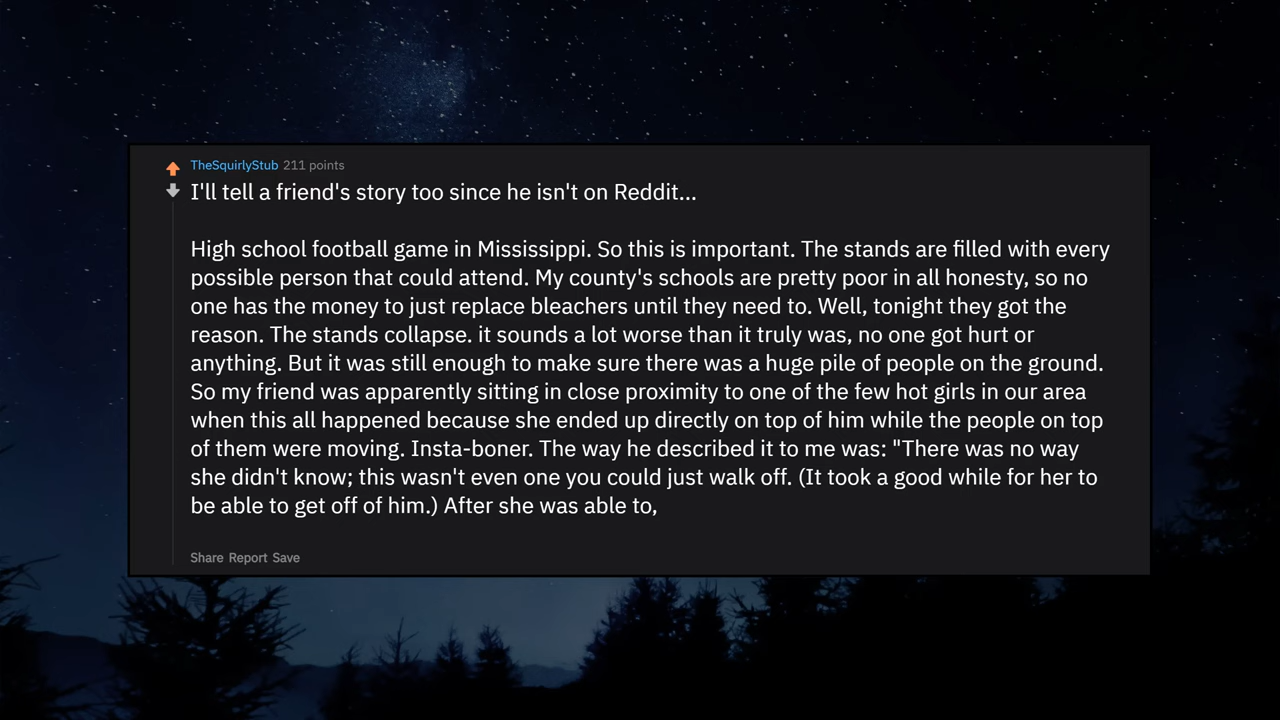 TheSquirlyStub 211 points
I'll tell a friend's story too since he isn't on Reddit...
High school football game in Mississippi. So this is important. The stands are filled with every
possible person that could attend. My county's schools are pretty poor in all honesty, so no
one has the money to just replace bleachers until they need to. Well, tonight they got the
reason. The stands collapse. it sounds a lot worse than it truly was, no one got hurt or
anything. But it was still enough to make sure there was a huge pile of people on the ground.
So my friend was apparently sitting in close proximity to one of the few hot girls in our area
when this all happened because she ended up directly on top of him while the people on top
of them were moving. Insta-boner. The way he described it to me was: "There was no way
she didn't know; this wasn't even one you could just walk off. (It took a good while for her to
be able to get off of him.) After she was able to,
Share Report Save